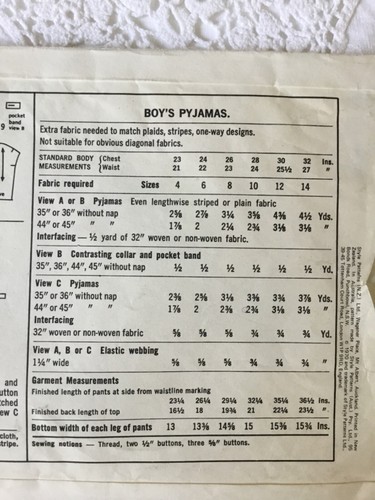 BOY'S PYJAMAS.
Extra fabric needed to match plaids, stripes, one-way designs.
Not suitable for obvious diagonal fabrics.
STANDARD BODY MEASUREMENTS { Chest 23 24 26 28 30 32 Ins.
Waist 21 22 23 24 25½ 27 "
Fabric required Sizes 4 6 8 10 12 14
View A or B Pyjamas Even lengthwise stripe or plain fabric
35" or 36" without nap 2⅝ 2⅞ 3¼ 3⅝ 4⅜ 4½ Yds.
44" or 45" " " 1⅞ 2 2¼ 2¾ 3⅛ 3⅛ "
Interfacing — ½ yard of 32" woven or non-woven fabric.
View B Contrasting collar and pocket band
35", 36", 44", 45" without nap ½ ½ ½ ½ ½ ½ Yd.
View C Pyjamas
35" or 36" without nap 2⅜ 2⅝ 3⅛ 3⅜ 3¾ 3⅞ Yds.
44" or 45" " " 1⅞ 2 2⅜ 2¾ 3⅛ 3⅛ "
Interfacing
32" woven or non-woven fabric ⅝ ⅝ ⅝ ¾ ¾ ¾ Yd.
View A, B or C Elastic webbing
1¼" wide ⅝ ⅝ ⅝ ¾ ¾ ¾ "
Garment Measurements
Finished length of pants at side from waistline marking
23¼ 26¼ 29¼ 32¼ 35¼ 36½ Ins.
Finished back length of top 16½ 18 19¾ 21 22¼ 23½ "
Bottom width of each leg of pants 13 13⅜ 14⅜ 15 15⅜ 15¾ Ins.
Sewing notions — Thread, two ½" buttons, three ⅝" buttons.
pocket
band
9 view B
and
utton
tched
ew C
cloth,
tripe.